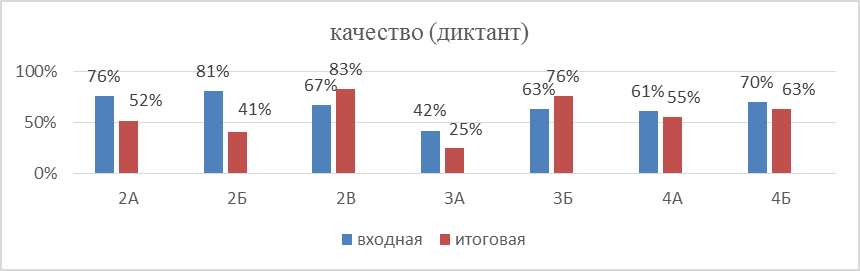 качество (диктант)
76% 52% 81% 41% 67% 83% 42% 25% 63% 76% 61% 55% 70% 63%
100%
50%
0%
2А 2Б 2В 3А 3Б 4А 4Б
входная итоговая